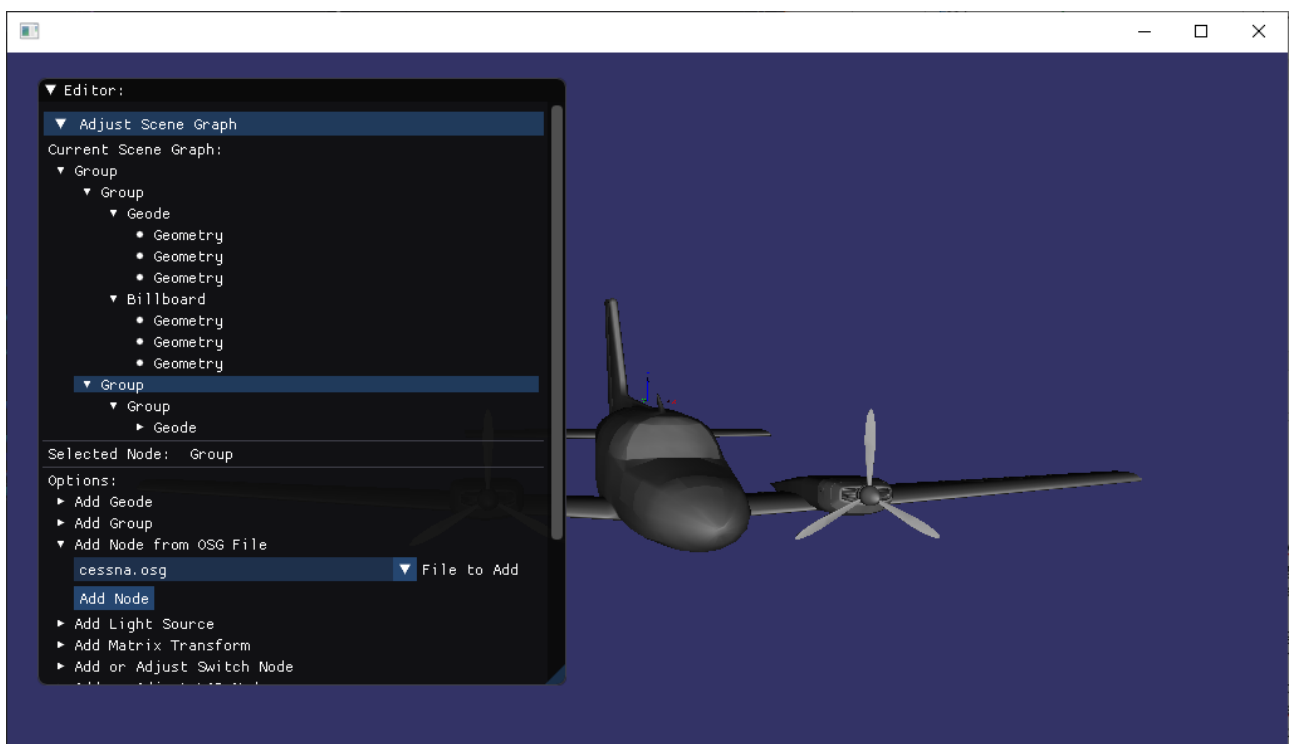 Editor:
Adjust Scene Graph
Current Scene Graph:
Group
Group
Geode
Geometry
Geometry
Geometry
Billboard
Geometry
Geometry
Geometry
Group
Group
Geode
Selected Node: Group
Options:
Add Geode
Add Group
Add Node from OSG File
cessna.osg File to Add
Add Node
Add Light Source
Add Matrix Transform
Add or Adjust Switch Node